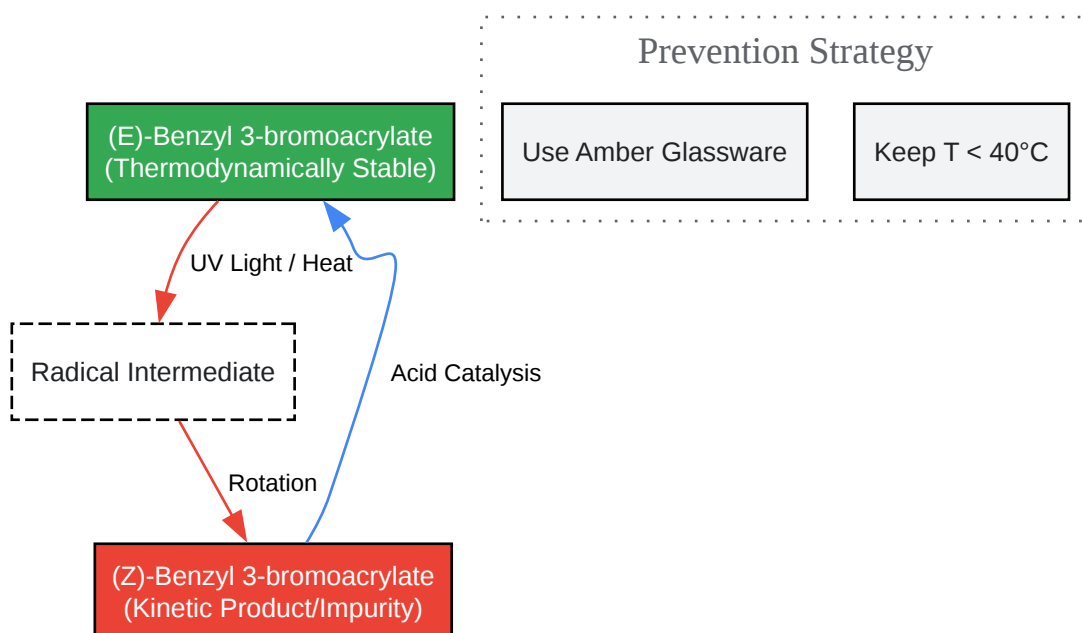 Prevention Strategy
(E)-Benzyl 3-bromoacrylate
(Thermodynamically Stable)
Use Amber Glassware
Keep T < 40°C
UV Light / Heat
Radical Intermediate
Acid Catalysis
Rotation
(Z)-Benzyl 3-bromoacrylate
(Kinetic Product/Impurity)